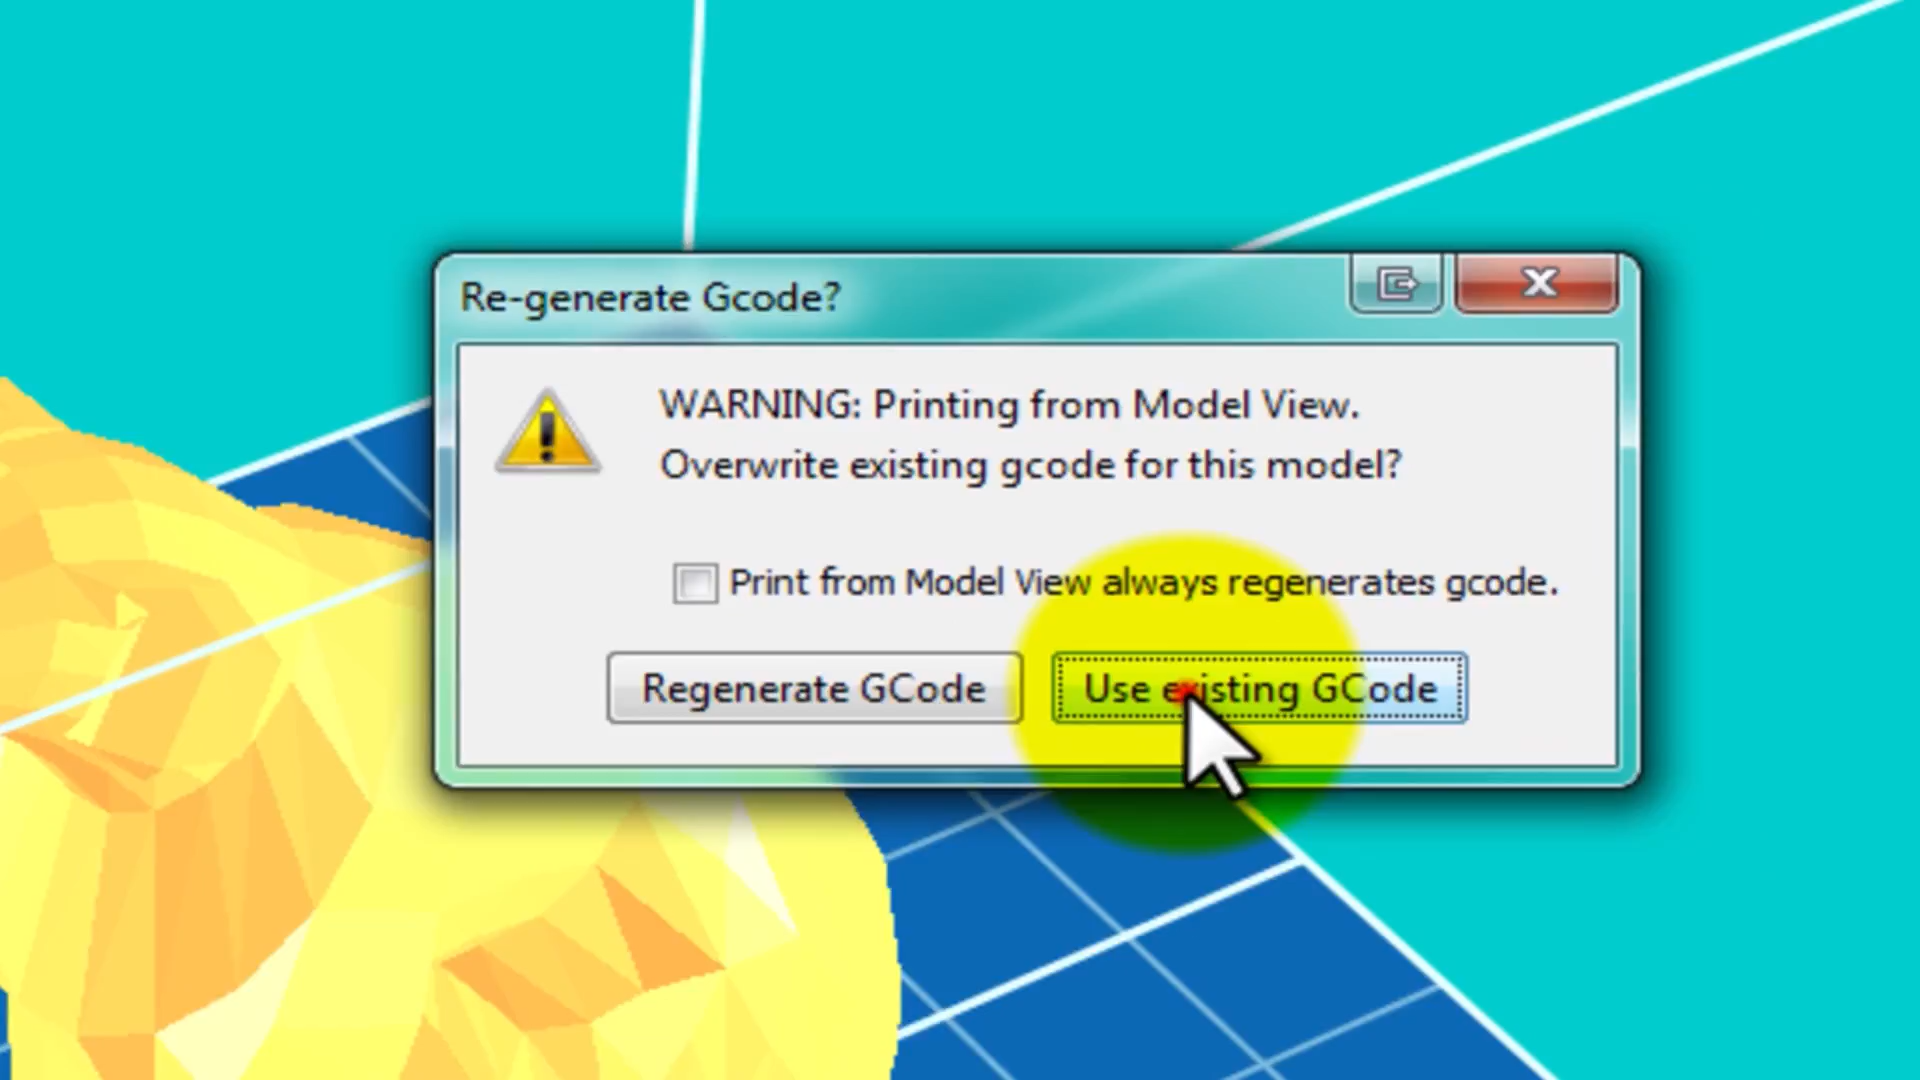 Re-generate Gcode?
WARNING: Printing from Model View.
Overwrite existing gcode for this model?
Print from Model View always regenerates gcode.
Regenerate GCode
Use existing GCode